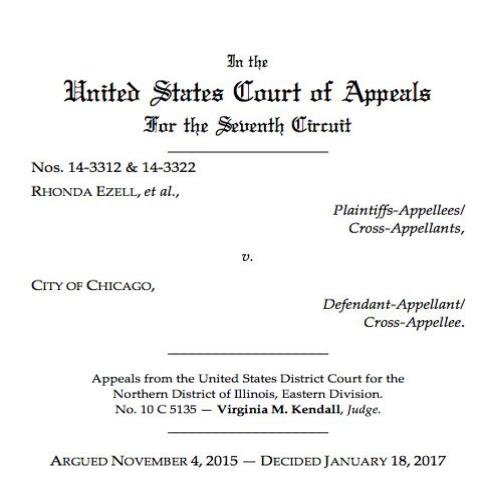 In the
United States Court of Appeals
For the Seventh Circuit
Nos. 14-3312 & 14-3322
RHONDA EZELL, et al.,
Plaintiffs-Appellees/
Cross-Appellants,
v.
CITY OF CHICAGO,
Defendant-Appellant/
Cross-Appellee.
Appeals from the United States District Court for the
Northern District of Illinois, Eastern Division.
No. 10 C 5135 — Virginia M. Kendall, Judge.
ARGUED NOVEMBER 4, 2015 — DECIDED JANUARY 18, 2017